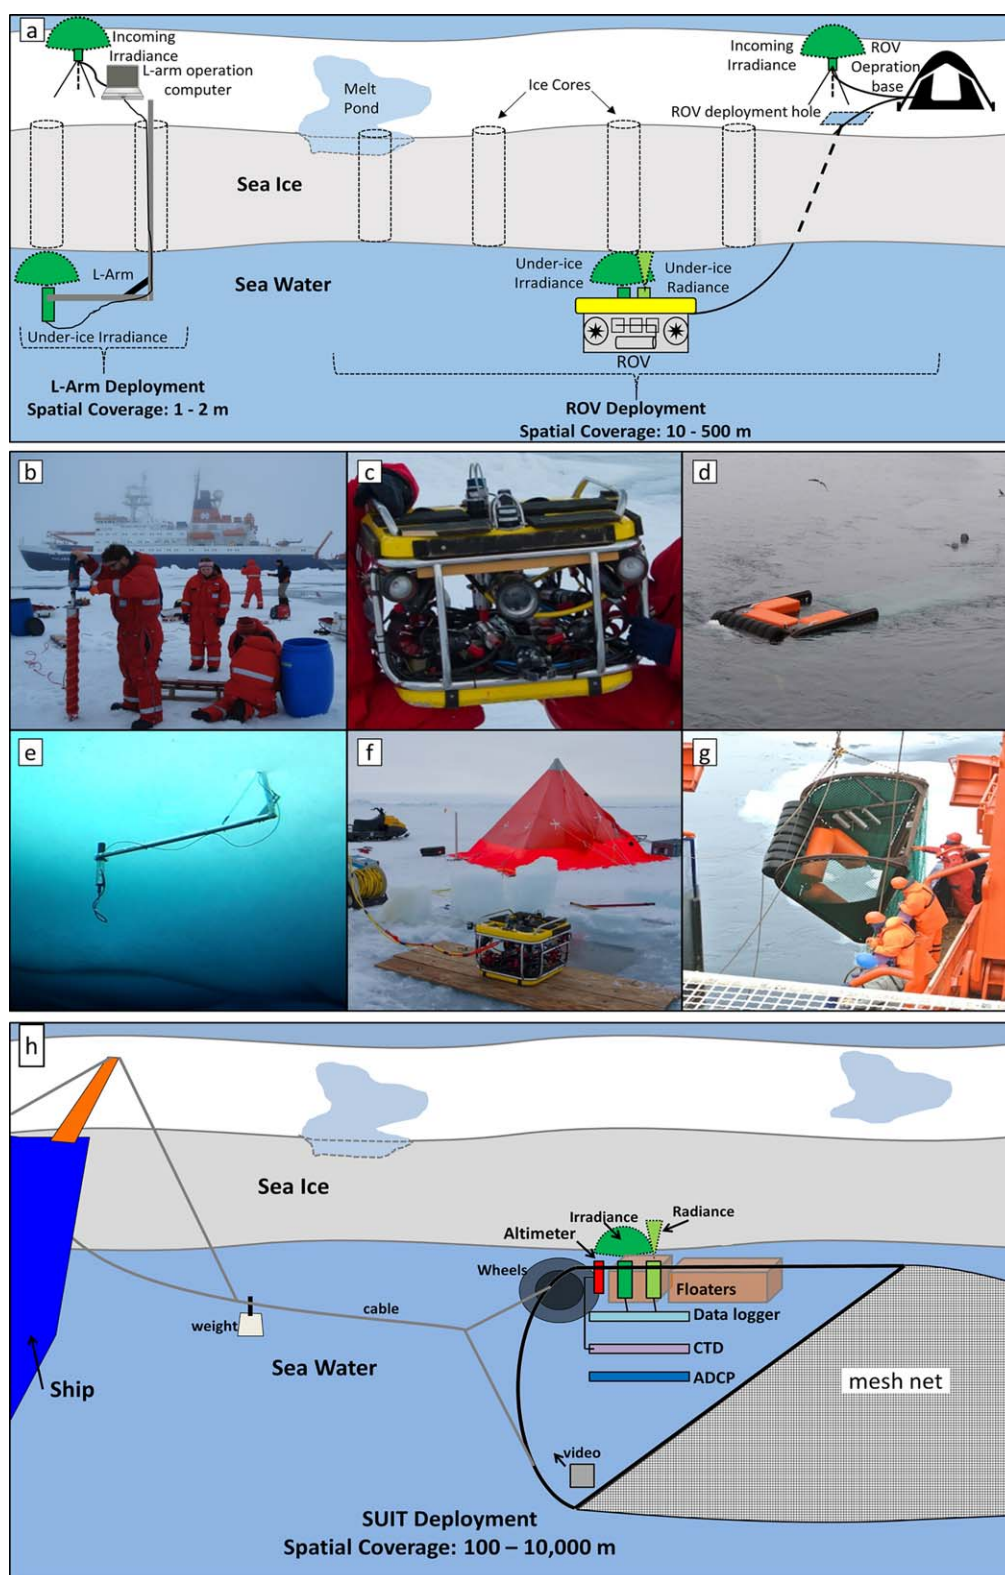 a
Incoming
Irradiance
L-arm operation
computer
Melt
Pond
Ice Cores
Incoming
Irradiance
ROV
Oepration
base
ROV deployment hole
Sea Ice
L-Arm
Sea Water
Under-ice
Irradiance
Under-ice
Radiance
Under-ice Irradiance
ROV
L-Arm Deployment
Spatial Coverage: 1 - 2 m
ROV Deployment
Spatial Coverage: 10 - 500 m
b
c
d
e
f
g
h
Sea Ice
Irradiance
Radiance
Altimeter
Wheels
Floaters
cable
Data logger
weight
CTD
Sea Water
ADCP
Ship
mesh net
video
SUIT Deployment
Spatial Coverage: 100 – 10,000 m